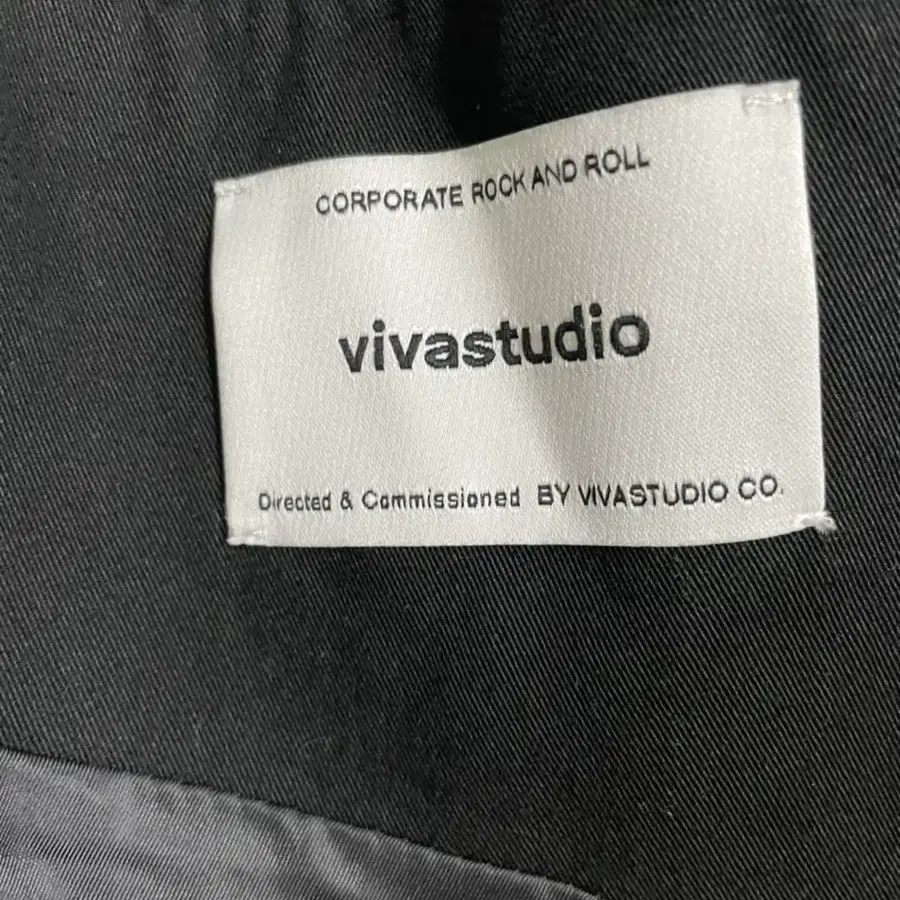 CORPORATE ROCK AND ROLL
vivastudio
Directed & Commissioned BY VIVASTUDIO CO.